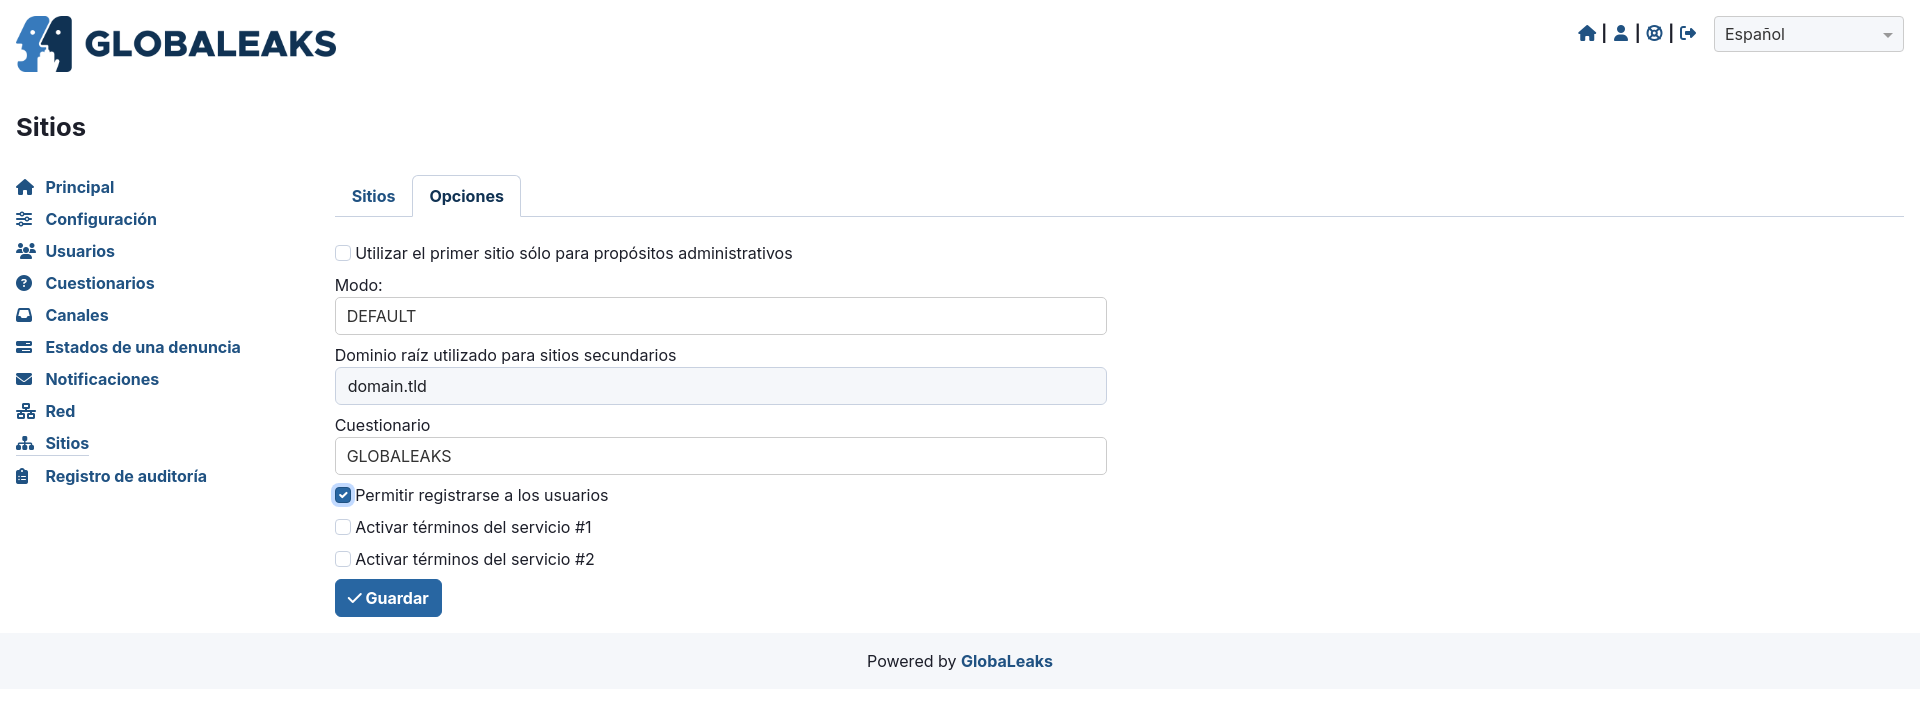 GLOBALEAKS
Español
Sitios
Principal
Configuración
Usuarios
Cuestionarios
Canales
Estados de una denuncia
Notificaciones
Red
Sitios
Registro de auditoría
Sitios
Opciones
Utilizar el primer sitio sólo para propósitos administrativos
Modo:
DEFAULT
Dominio raíz utilizado para sitios secundarios
domain.tld
Cuestionario
GLOBALEAKS
Permitir registrarse a los usuarios
Activar términos del servicio #1
Activar términos del servicio #2
Guardar
Powered by GlobaLeaks